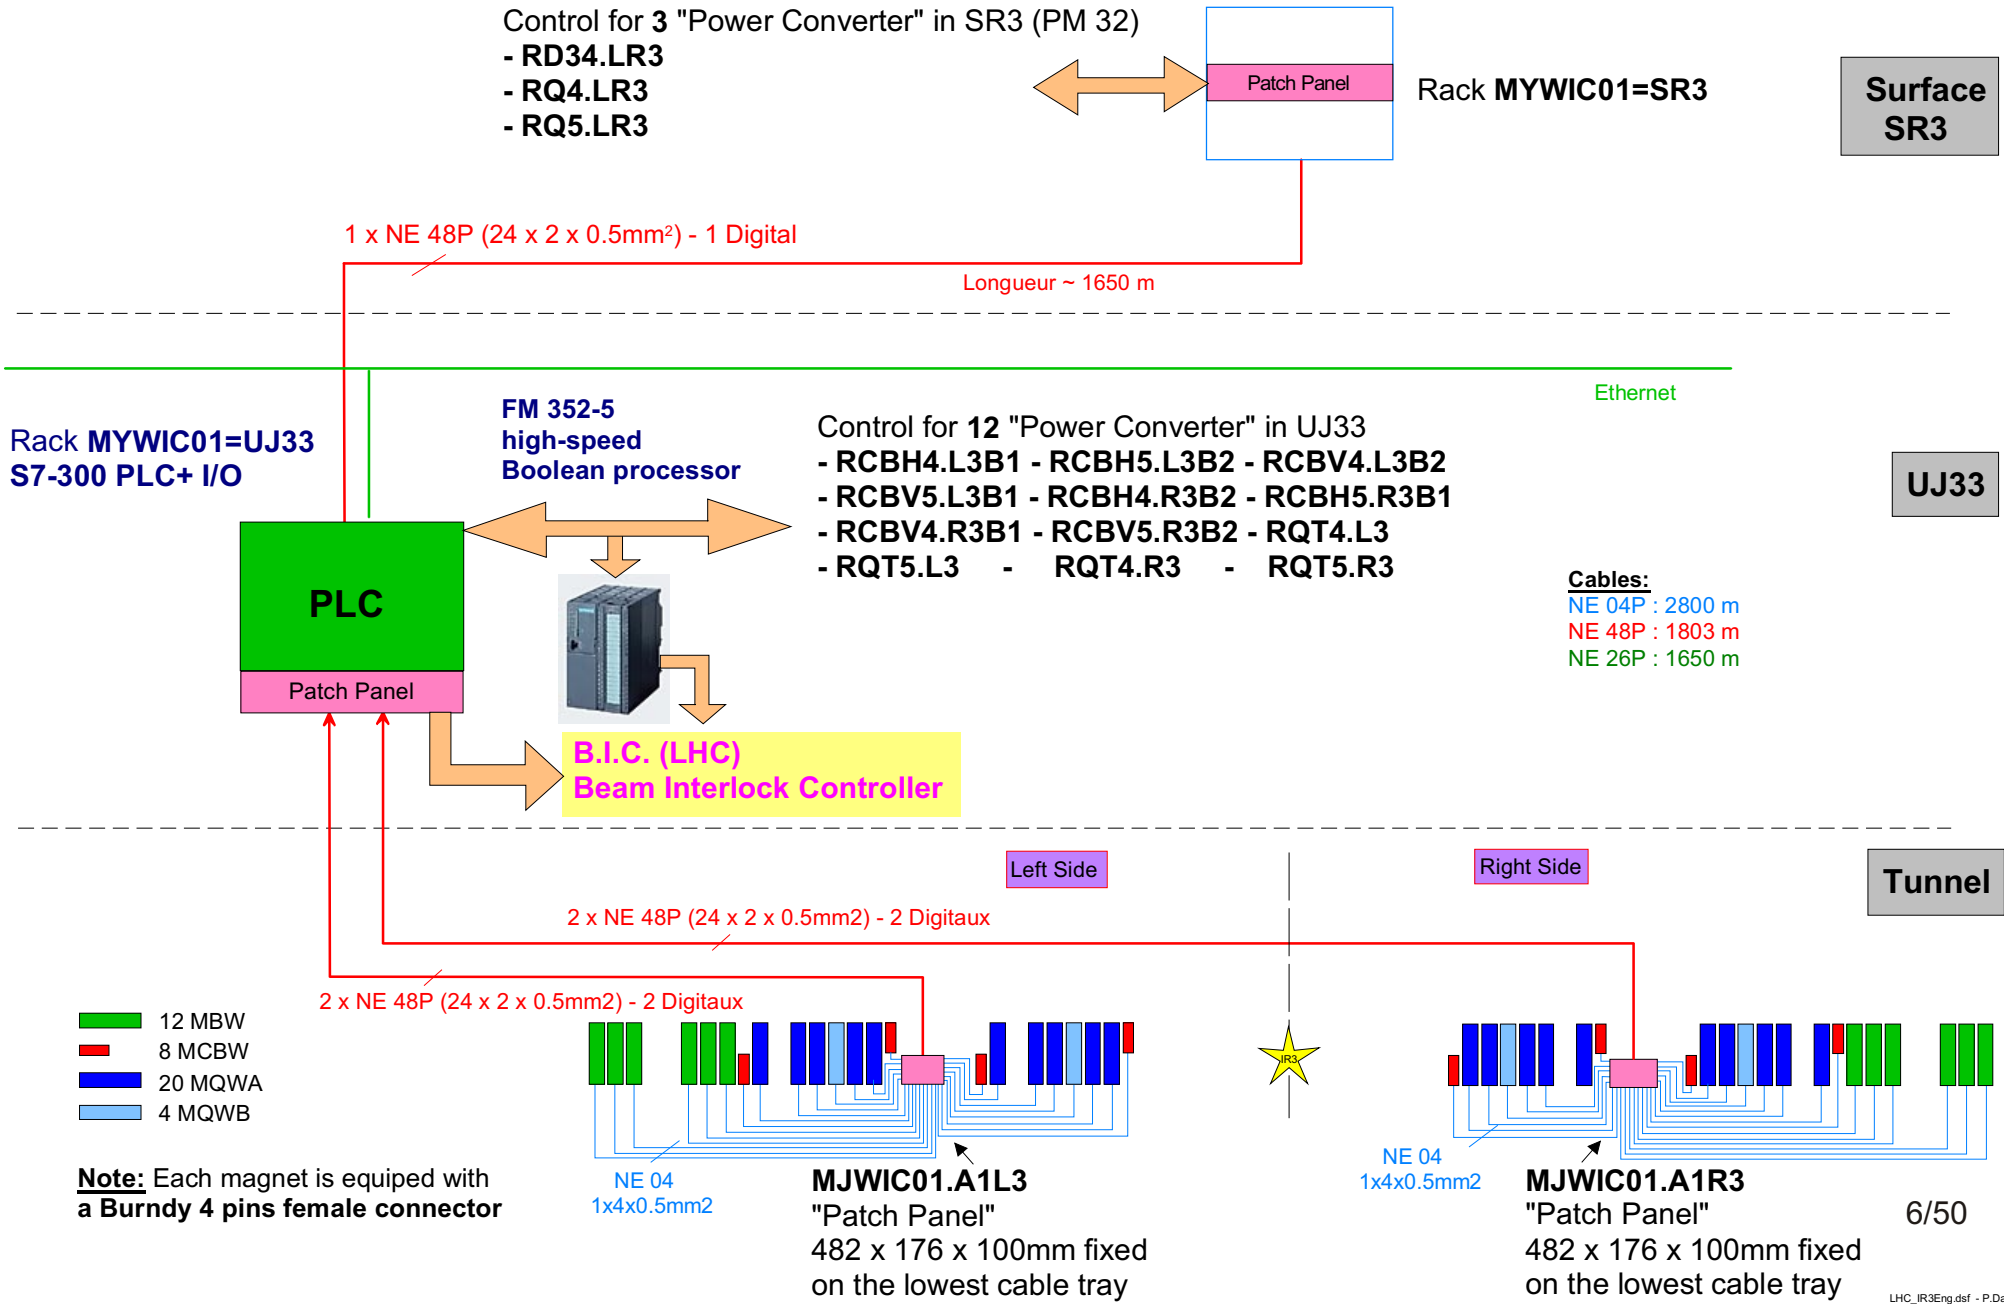 Control for 3 "Power Converter" in SR3 (PM 32)
- RD34.LR3
- RQ4.LR3
- RQ5.LR3
Patch Panel
Rack MYWIC01=SR3
Surface
SR3
1 x NE 48P (24 x 2 x 0.5mm²) - 1 Digital
Longueur ~ 1650 m
Ethernet
Rack MYWIC01=UJ33
S7-300 PLC+ I/O
FM 352-5
high-speed
Boolean processor
Control for 12 "Power Converter" in UJ33
- RCBH4.L3B1 - RCBH5.L3B2 - RCBV4.L3B2
- RCBV5.L3B1 - RCBH4.R3B2 - RCBH5.R3B1
- RCBV4.R3B1 - RCBV5.R3B2 - RQT4.L3
- RQT5.L3 - RQT4.R3 - RQT5.R3
UJ33
PLC
Patch Panel
Cables:
NE 04P : 2800 m
NE 48P : 1803 m
NE 26P : 1650 m
B.I.C. (LHC)
Beam Interlock Controller
Left Side
Right Side
Tunnel
2 x NE 48P (24 x 2 x 0.5mm2) - 2 Digitaux
2 x NE 48P (24 x 2 x 0.5mm2) - 2 Digitaux
12 MBW
8 MCBW
20 MQWA
4 MQWB
IR3
Note: Each magnet is equiped with
a Burndy 4 pins female connector
NE 04
1x4x0.5mm2
MJWIC01.A1L3
"Patch Panel"
482 x 176 x 100mm fixed
on the lowest cable tray
NE 04
1x4x0.5mm2
MJWIC01.A1R3
"Patch Panel"
482 x 176 x 100mm fixed
on the lowest cable tray
6/50
LHC_IR3Eng.dsf - P.Da